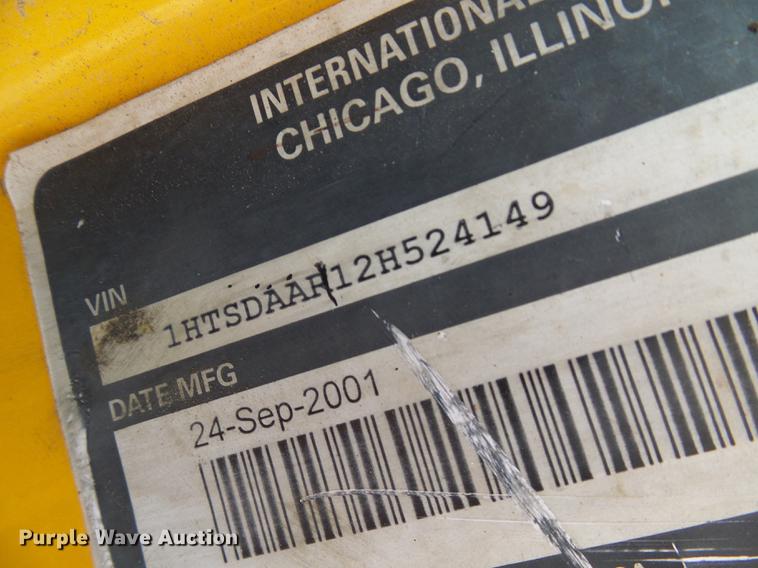 INTERNATIONAL
CHICAGO, ILLINOI
VIN
1HTSDAAR12H524149
DATE MFG
24-Sep-2001
Purple Wave Auction